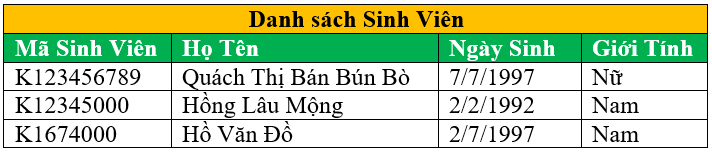 Danh sách Sinh Viên
Mã Sinh Viên Họ Tên Ngày Sinh Giới Tính
K123456789 Quách Thị Bán Bún Bò 7/7/1997 Nữ
K12345000 Hồng Lâu Mộng 2/2/1992 Nam
K1674000 Hồ Văn Đồ 2/7/1997 Nam